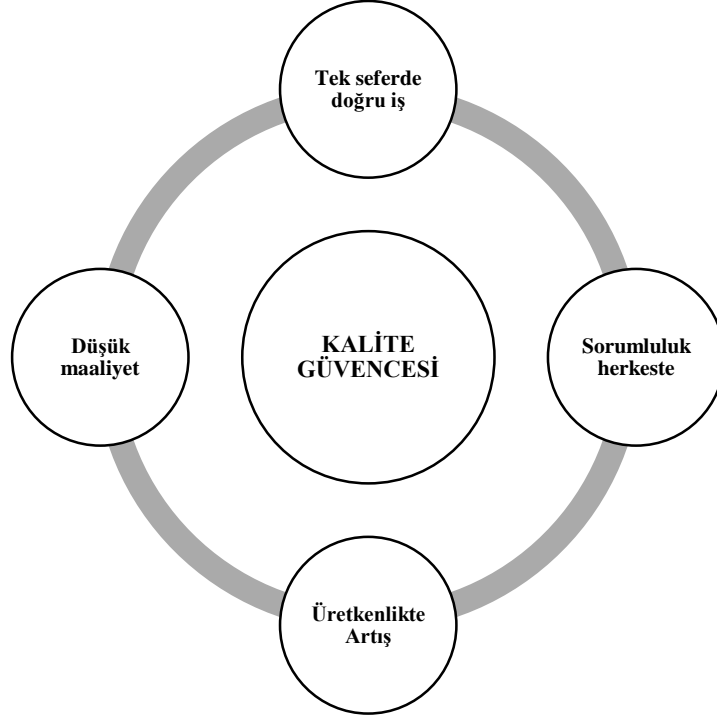 Tek seferde
doğru iş
Düşük
maaliyet
KALİTE
GÜVENCESİ
Sorumluluk
herkeste
Üretkenlikte
Artış